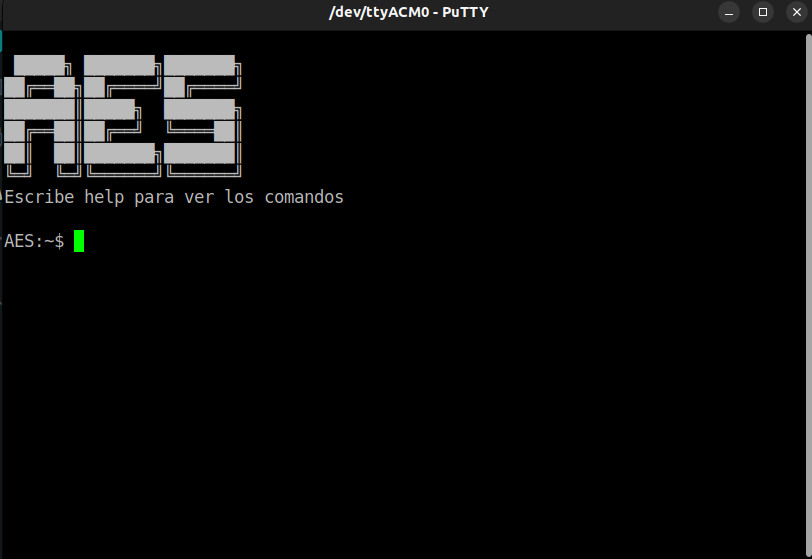 /dev/ttyACM0 - PuTTY
AES
Escribe help para ver los comandos
AES:~$